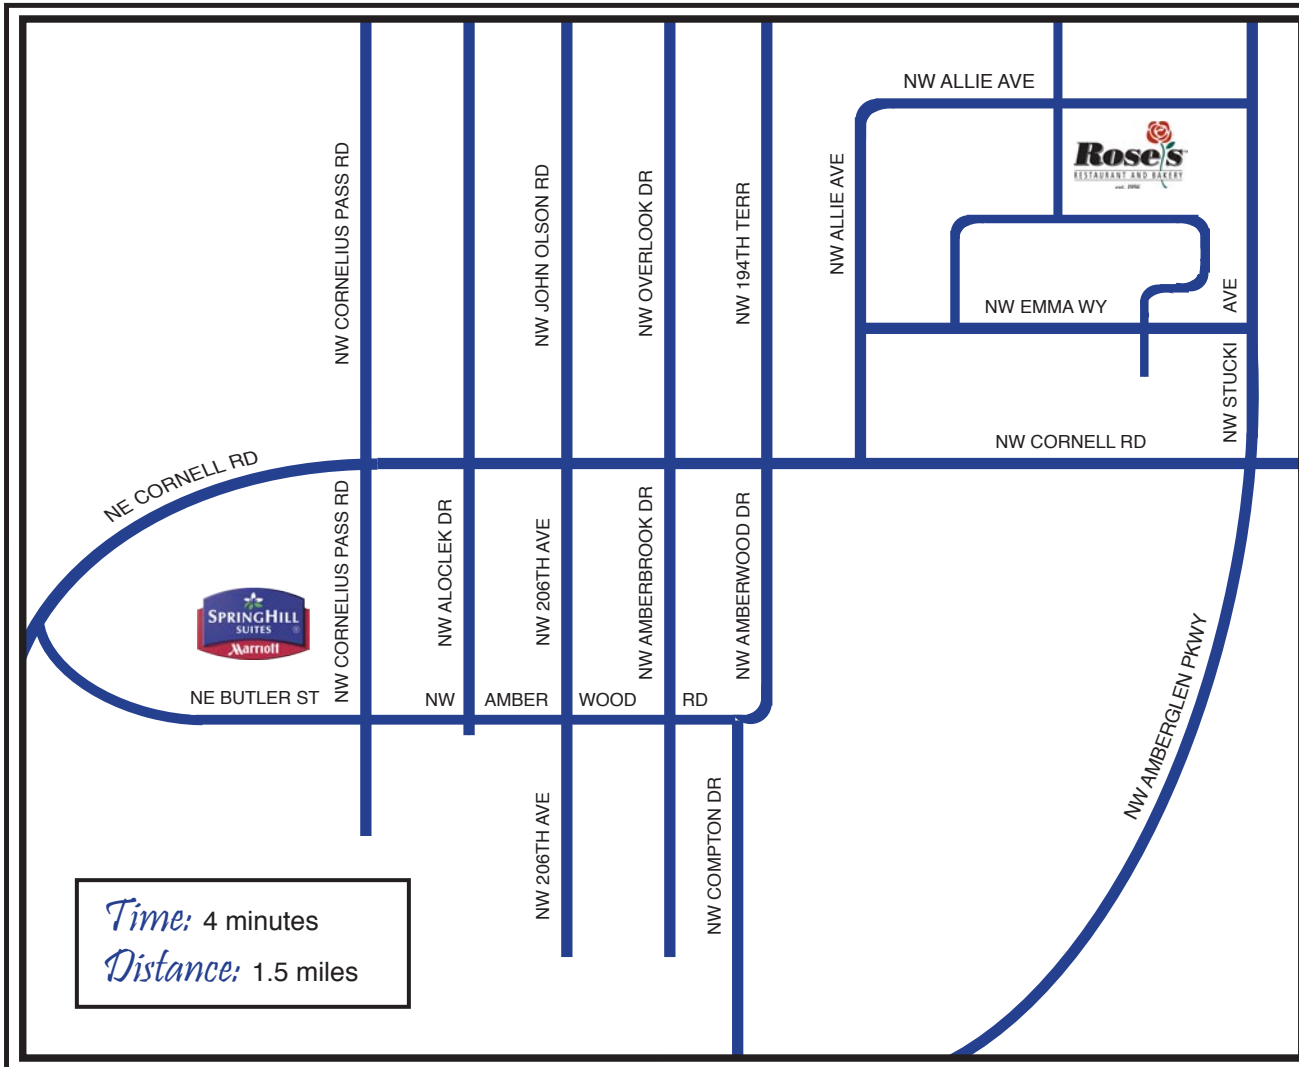 NW ALLIE AVE
Rose's
RESTAURANT AND BAKERY
est. 1956
NW CORNELIUS PASS RD
NW JOHN OLSON RD
NW OVERLOOK DR
NW 194TH TERR
NW ALLIE AVE
NW EMMA WY
NW STUCKI AVE
NW CORNELL RD
NE CORNELL RD
NW CORNELIUS PASS RD
NW ALOCLEK DR
NW 206TH AVE
NW AMBERBROOK DR
NW AMBERWOOD DR
SPRINGHILL
SUITES
Marriott
NE BUTLER ST
NW AMBER WOOD RD
NW AMBERGLEN PKWY
NW 206TH AVE
NW COMPTON DR
Time: 4 minutes
Distance: 1.5 miles